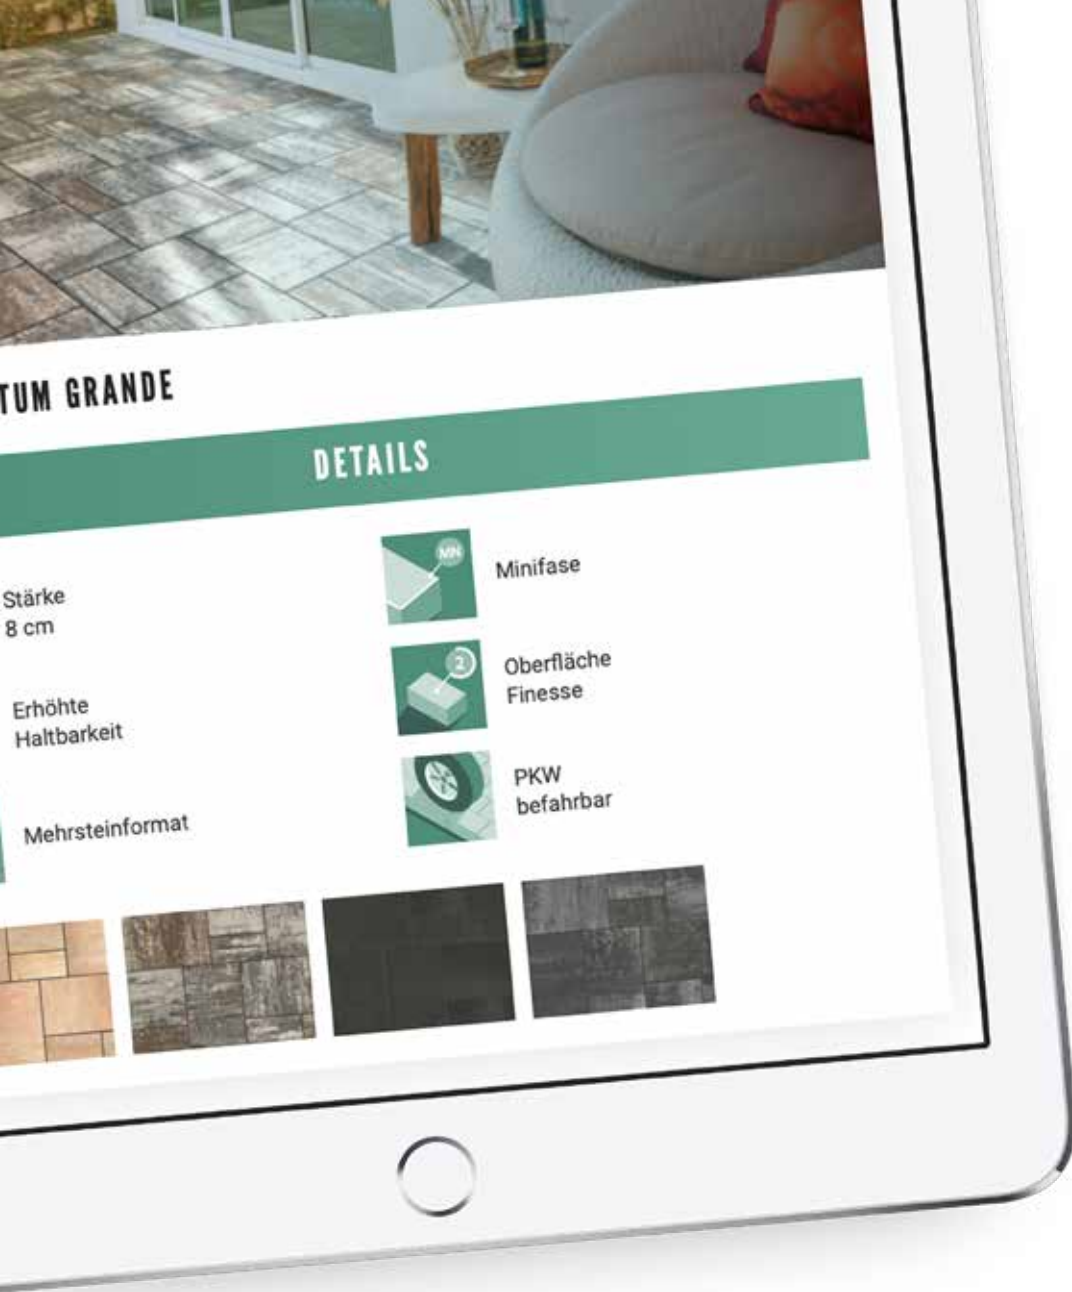 TUM GRANDE
DETAILS
Stärke
8 cm
Erhöhte
Haltbarkeit
Mehrsteinformat
MN
Minifase
2
Oberfläche
Finesse
PKW
befahrbar